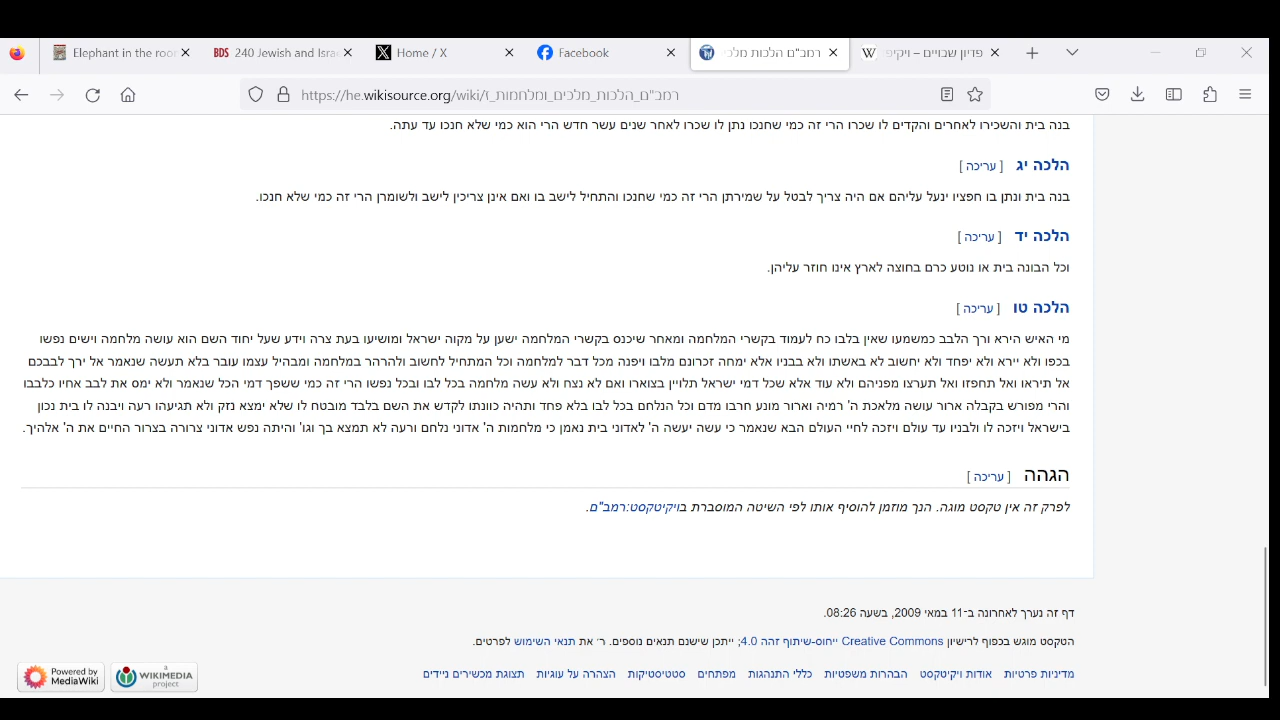 Elephant in the roor
BDS 240 Jewish and Isra
Home / X
Facebook
רמב"ם הלכות מלכי
פדיון שבויים – ויקיפ
https://he.wikisource.org/wiki/רמב"ם_הלכות_מלכים_ומלחמות_ז
בנה בית והשכירו לאחרים והקדים לו שכרו הרי זה כמי שחנכו נתן לו שכרו לאחר שנים עשר חדש הרי הוא כמי שלא חנכו עד עתה.
הלכה יג [ עריכה ]
בנה בית ונתן בו חפציו ינעל עליהם אם היה צריך לבטל על שמירתן הרי זה כמי שחנכו והתחיל לישב בו ואם אינן צריכין לישב ולשומרן הרי זה כמי שלא חנכו.
הלכה יד [ עריכה ]
וכל הבונה בית או נוטע כרם בחוצה לארץ אינו חוזר עליהן.
הלכה טו [ עריכה ]
מי האיש הירא ורך הלבב כמשמעו שאין בלבו כח לעמוד בקשרי המלחמה ומאחר שיכנס בקשרי המלחמה ישען על מקוה ישראל ומושיעו בעת צרה וידע שעל יחוד השם הוא עושה מלחמה וישים נפשו
בכפו ולא יירא ולא יפחד ולא יחשוב לא באשתו ולא בבניו אלא ימחה זכרונם מלבו ויפנה מכל דבר למלחמה וכל המתחיל לחשוב ולהרהר במלחמה ומבהיל עצמו עובר בלא תעשה שנאמר אל ירך לבבכם
אל תיראו ואל תחפזו ואל תערצו מפניהם ולא עוד אלא שכל דמי ישראל תלויין בצוארו ואם לא נצח ולא עשה מלחמה בכל לבו ובכל נפשו הרי זה כמי ששפך דמי הכל שנאמר ולא ימס את לבב אחיו כלבבו
והרי מפורש בקבלה ארור עושה מלאכת ה' רמיה וארור מונע חרבו מדם וכל הנלחם בכל לבו בלא פחד ותהיה כוונתו לקדש את השם בלבד מובטח לו שלא ימצא נזק ולא תגיעהו רעה ויבנה לו בית נכון
בישראל ויזכה לו ולבניו עד עולם ויזכה לחיי העולם הבא שנאמר כי עשה יעשה ה' לאדוני בית נאמן כי מלחמות ה' אדוני נלחם ורעה לא תמצא בך וגו' והיתה נפש אדוני צרורה בצרור החיים את ה' אלהיך.
הגהה [ עריכה ]
לפרק זה אין טקסט מוגה. הנך מוזמן להוסיף אותו לפי השיטה המוסברת בויקיטקסט:רמב"ם.
דף זה נערך לאחרונה ב־11 במאי 2009, בשעה 08:26.
הטקסט מוגש בכפוף לרישיון Creative Commons ייחוס-שיתוף זהה 4.0; ייתכן שישנם תנאים נוספים. ר׳ את תנאי השימוש לפרטים.
מדיניות פרטיות אודות ויקיטקסט הבהרות משפטיות כללי התנהגות מפתחים סטטיסטיקות הצהרה על עוגיות תצוגת מכשירים ניידים
Powered by
MediaWiki
a
WIKIMEDIA
project